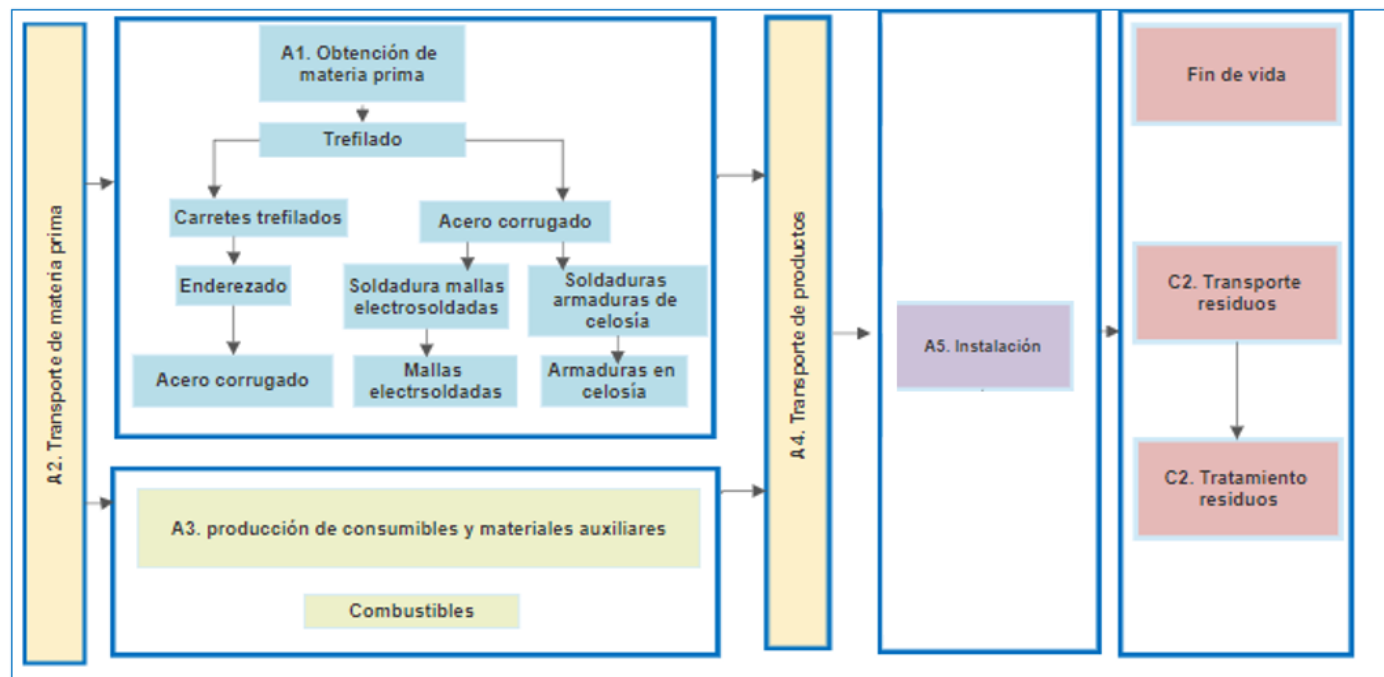 A2. Transporte de materia prima
A1. Obtención de
materia prima
Trefilado
Carretes trefilados
Acero corrugado
Enderezado
Soldadura mallas
electrosoldadas
Soldaduras
armaduras de
celosía
Acero corrugado
Mallas
electrsoldadas
Armaduras en
celosía
A3. producción de consumibles y materiales auxiliares
Combustibles
A4. Transporte de productos
A5. Instalación
Fin de vida
C2. Transporte
residuos
C2. Tratamiento
residuos